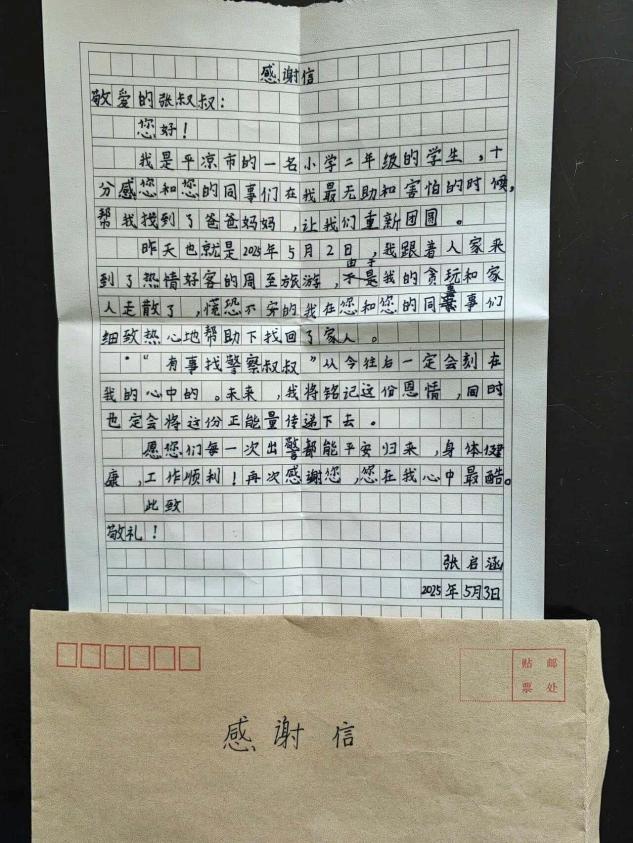 感谢信
敬爱的张叔叔：
您好！
我是平凉市的一名小学二年级的学生，十
分感您和您的同事们在我最无助和害怕的时候，
帮我找到了爸爸妈妈，让我们重新团圆。
昨天也就是2025年5月2日，我跟着人家来
到了热情好客的周至旅游，由于我的贪玩和家
人走散了，慌恐不安的我在您和您的同事们
细致热心地帮助下找回了家人。
"有事找警察叔叔"从今往后一定会刻在
我的心中的。未来，我将铭记这份恩情，同时
也定会将这份正能量传递下去。
愿您们每一次出警都能平安归来，身体健
康，工作顺利！再次感谢您，您在我心中最酷。
此致
敬礼！
张启涵
2025年5月3日
贴 邮
票 处
感谢信